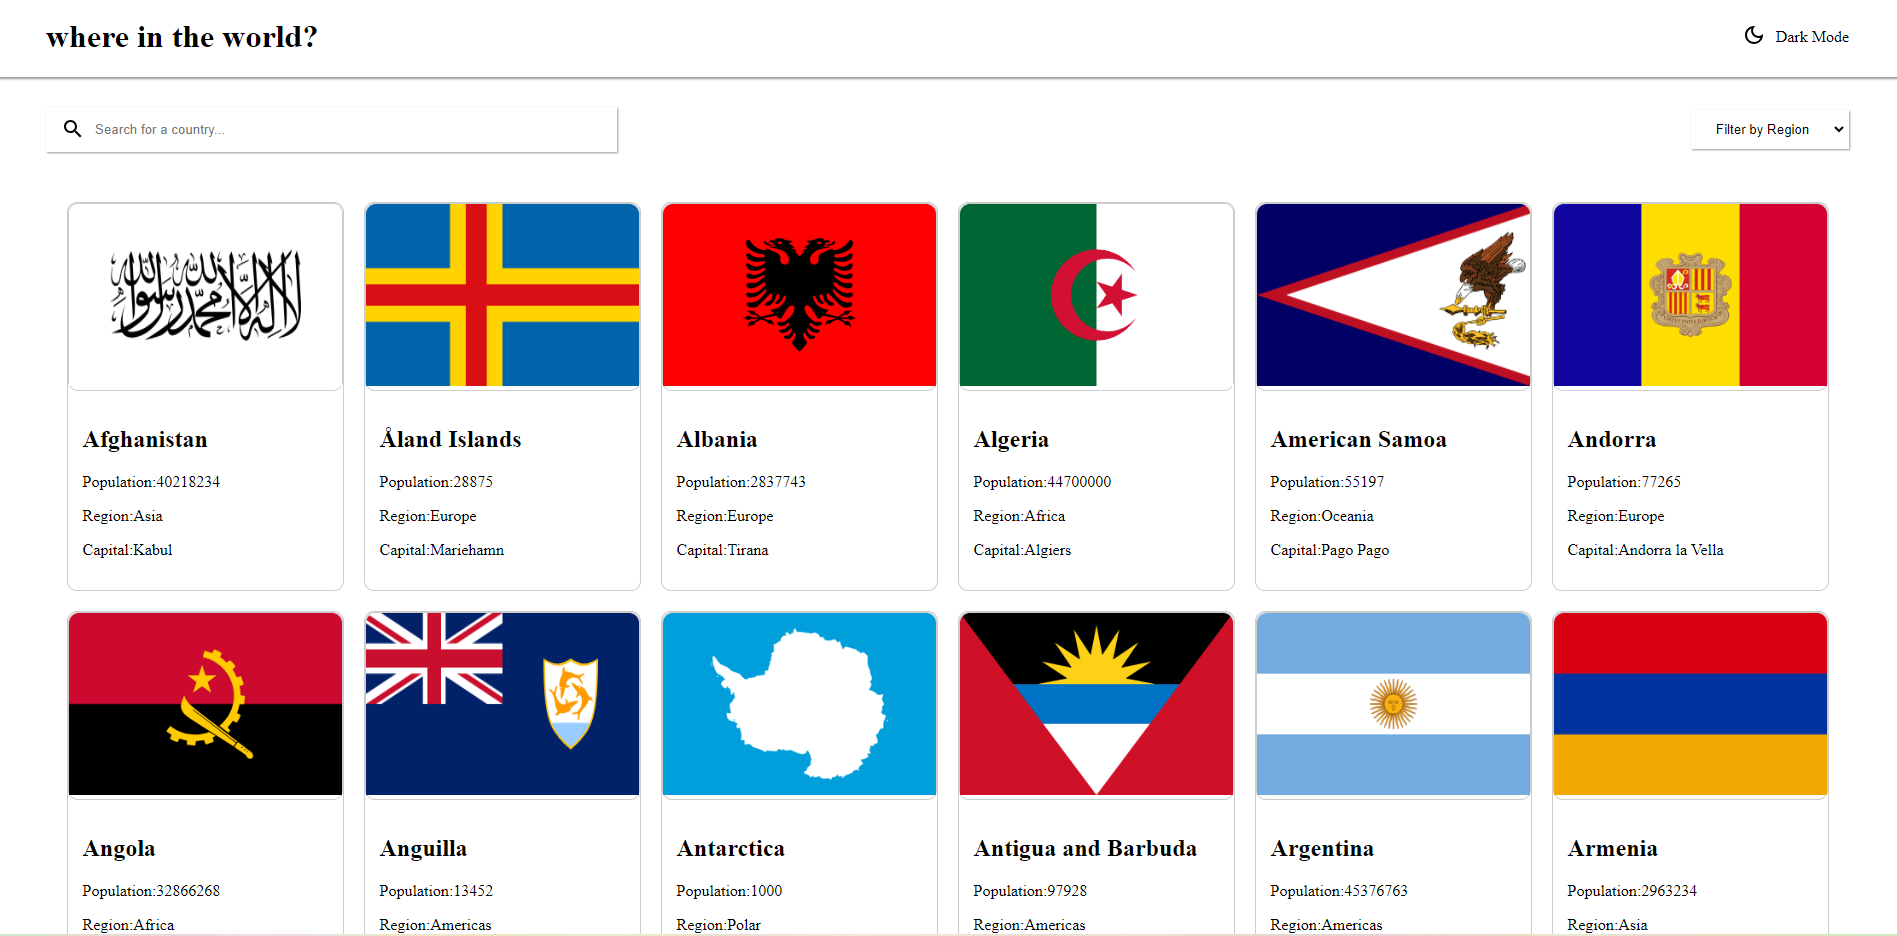 where in the world?
Dark Mode
Search for a country...
Filter by Region
لا إله إلا الله محمد رسول الله
Afghanistan
Population:40218234
Region:Asia
Capital:Kabul
Åland Islands
Population:28875
Region:Europe
Capital:Mariehamn
Albania
Population:2837743
Region:Europe
Capital:Tirana
Algeria
Population:44700000
Region:Africa
Capital:Algiers
American Samoa
Population:55197
Region:Oceania
Capital:Pago Pago
Andorra
Population:77265
Region:Europe
Capital:Andorra la Vella
Angola
Population:32866268
Region:Africa
Anguilla
Population:13452
Region:Americas
Antarctica
Population:1000
Region:Polar
Antigua and Barbuda
Population:97928
Region:Americas
Argentina
Population:45376763
Region:Americas
Armenia
Population:2963234
Region:Asia